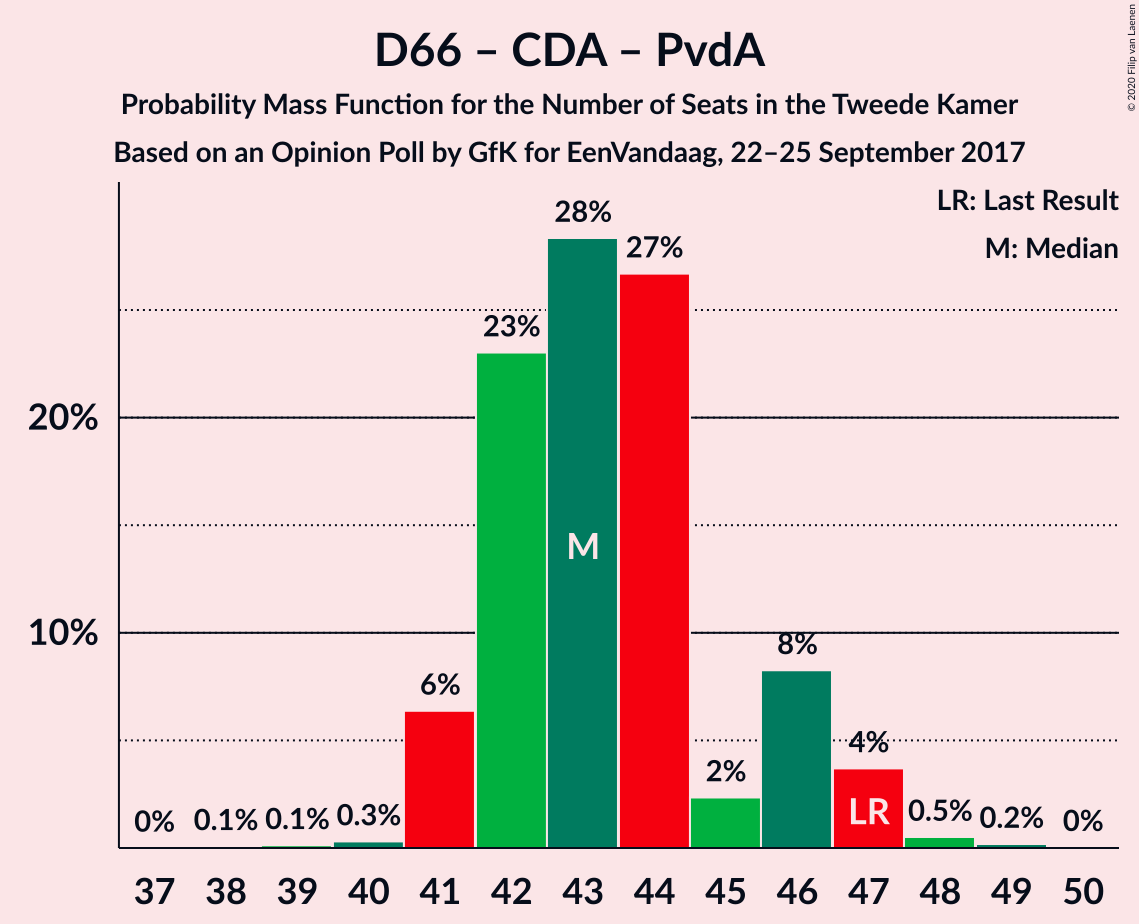 D66 – CDA – PvdA
Probability Mass Function for the Number of Seats in the Tweede Kamer
Based on an Opinion Poll by GfK for EenVandaag, 22–25 September 2017
© 2020 Filip van Laenen
LR: Last Result
M: Median
28%
27%
23%
20%
M
10%
8%
6%
4%
2%
LR
0% 0.1% 0.1% 0.3% 0.5% 0.2% 0%
37 38 39 40 41 42 43 44 45 46 47 48 49 50